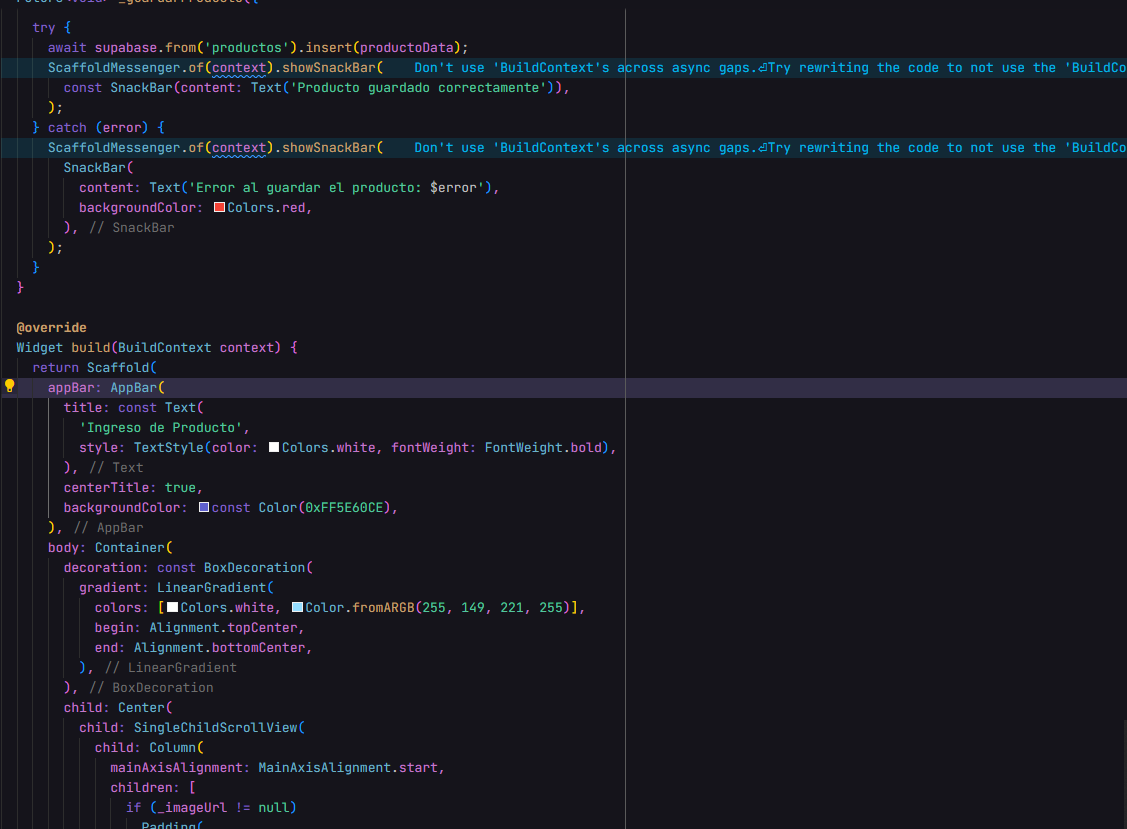 try {
await supabase.from('productos').insert(productoData);
ScaffoldMessenger.of(context).showSnackBar(    Don't use 'BuildContext's across async gaps.⏎Try rewriting the code to not use the 'BuildCo
const SnackBar(content: Text('Producto guardado correctamente')),
);
} catch (error) {
ScaffoldMessenger.of(context).showSnackBar(    Don't use 'BuildContext's across async gaps.⏎Try rewriting the code to not use the 'BuildCo
SnackBar(
content: Text('Error al guardar el producto: $error'),
backgroundColor: Colors.red,
), // SnackBar
);
}
}
@override
Widget build(BuildContext context) {
return Scaffold(
appBar: AppBar(
title: const Text(
'Ingreso de Producto',
style: TextStyle(color: Colors.white, fontWeight: FontWeight.bold),
), // Text
centerTitle: true,
backgroundColor: const Color(0xFF5E60CE),
), // AppBar
body: Container(
decoration: const BoxDecoration(
gradient: LinearGradient(
colors: [Colors.white, Color.fromARGB(255, 149, 221, 255)],
begin: Alignment.topCenter,
end: Alignment.bottomCenter,
), // LinearGradient
), // BoxDecoration
child: Center(
child: SingleChildScrollView(
child: Column(
mainAxisAlignment: MainAxisAlignment.start,
children: [
if (_imageUrl != null)
Padding(